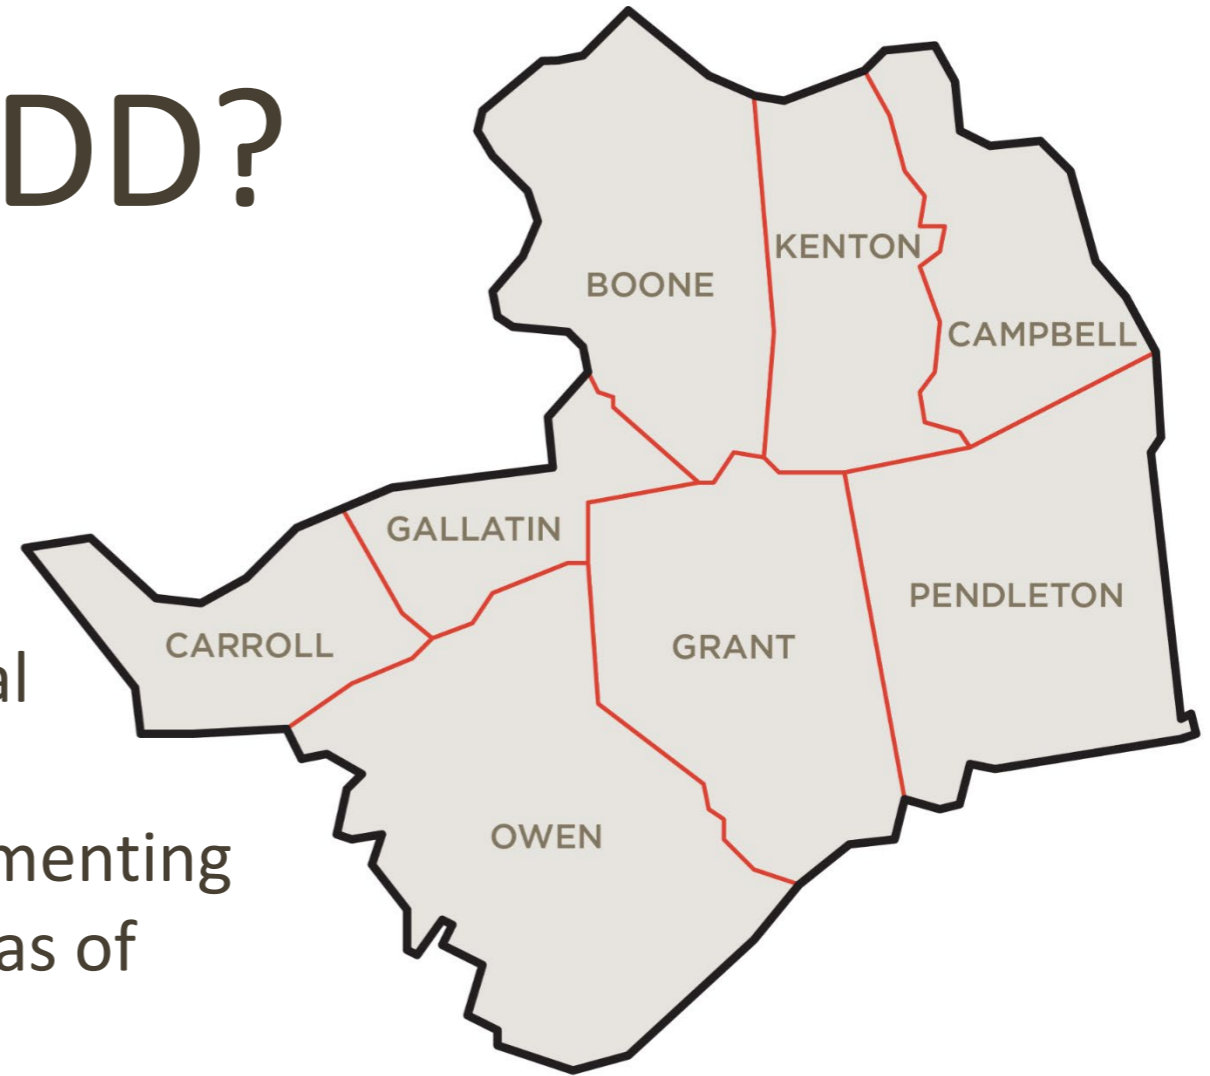 DD?
KENTON
BOONE
CAMPBELL
GALLATIN
PENDLETON
CARROLL
GRANT
al
OWEN
menting
as of